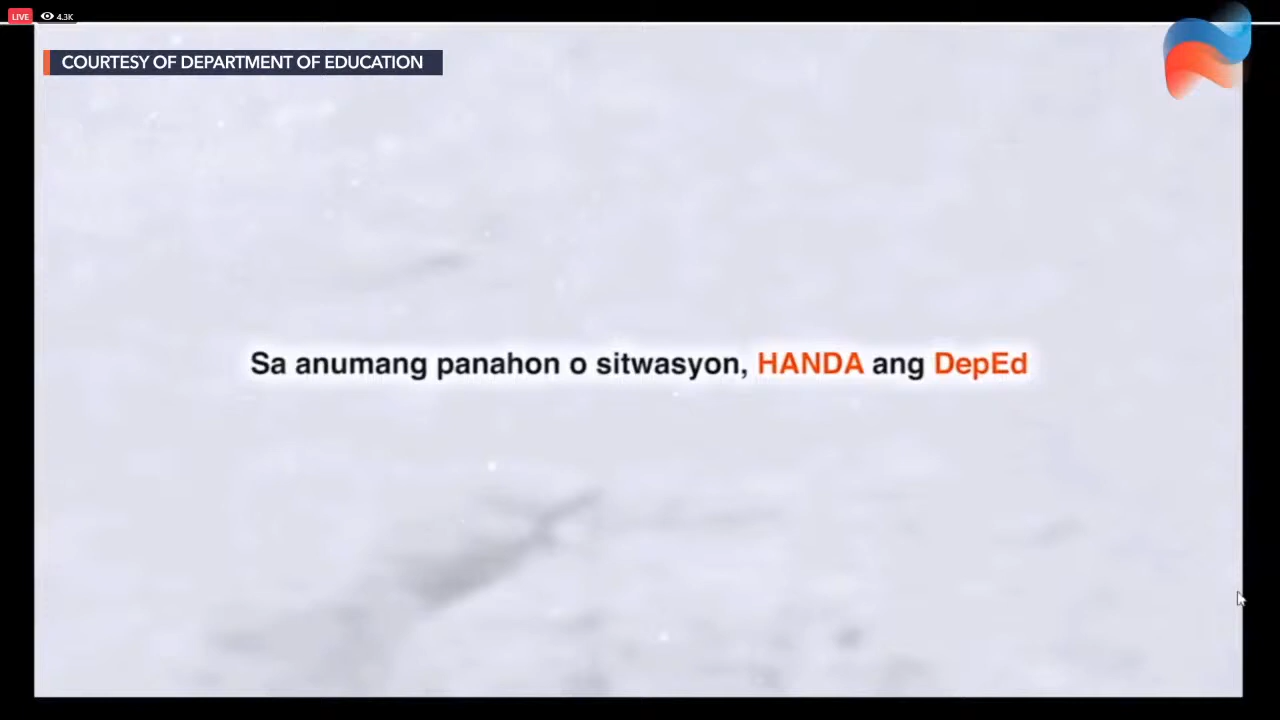 LIVE 4.3K
COURTESY OF DEPARTMENT OF EDUCATION
Sa anumang panahon o sitwasyon, HANDA ang DepEd